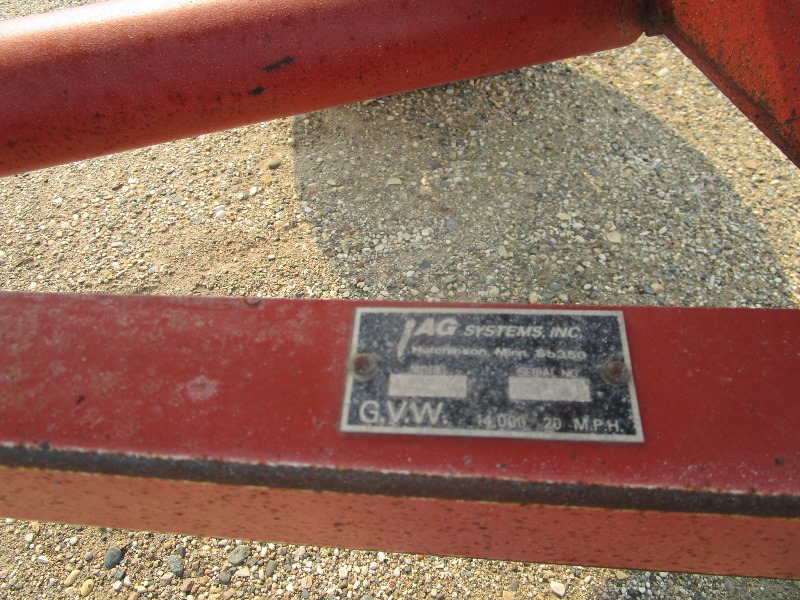 AG SYSTEMS, INC.
Hutchinson, Minn. 55350
MODEL SERIAL NO.
G.V.W. 14,000 20 M.P.H.